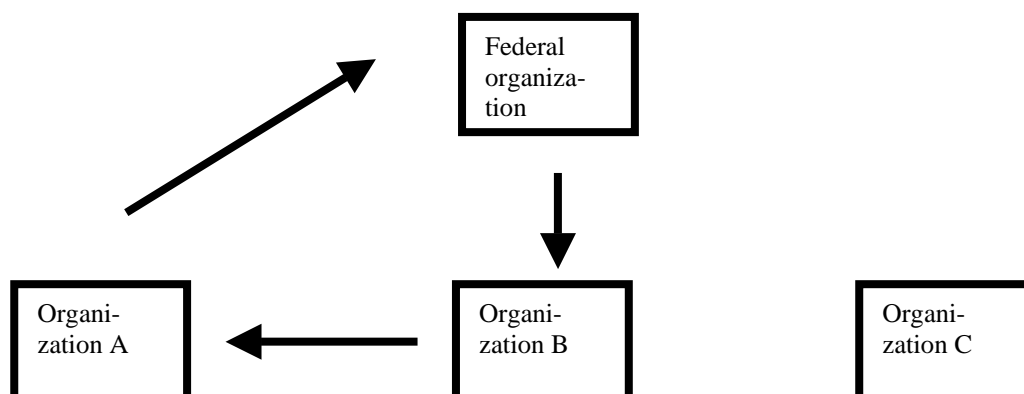 Federal
organiza-
tion
Organi-
zation A
Organi-
zation B
Organi-
zation C